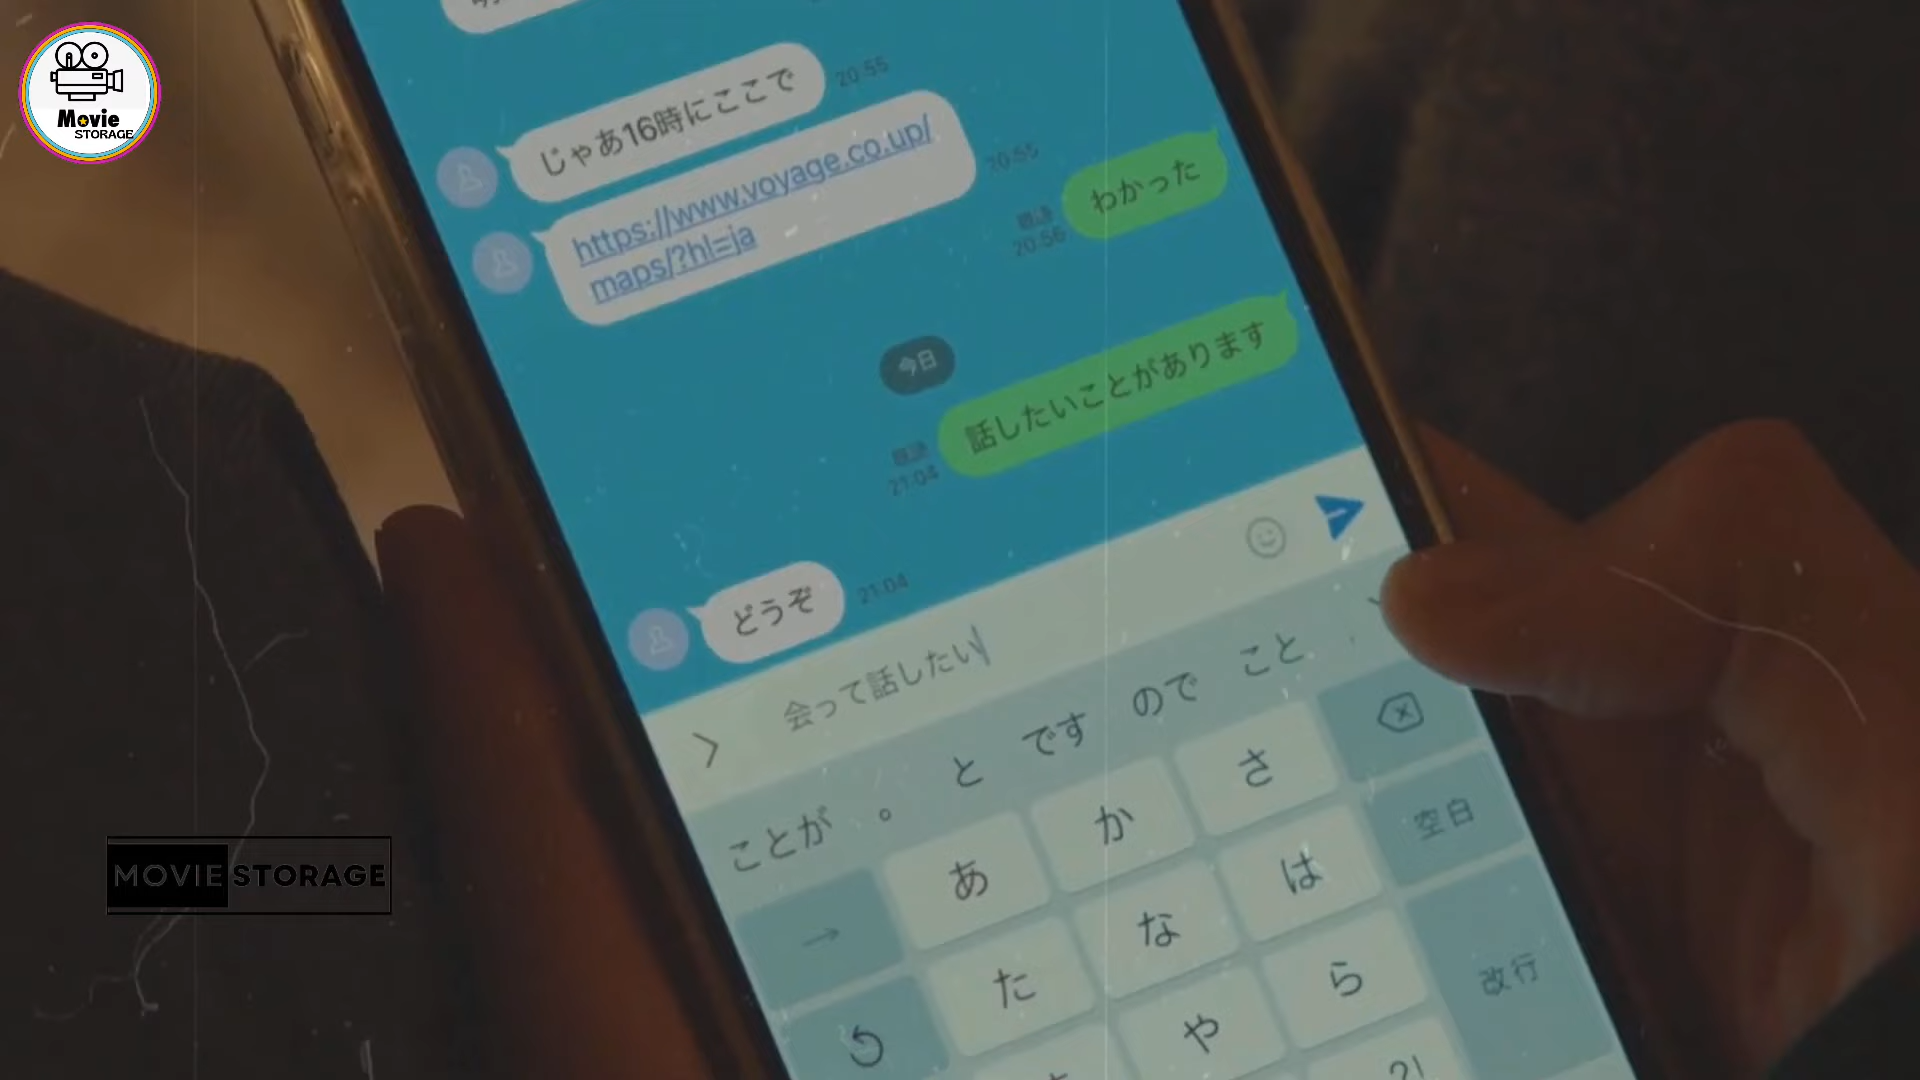 Movie
STORAGE
じゃあ16時にここで
20:55
https://www.voyage.co.up/
maps/?hl=ja
20:55
わかった
既読
20:56
今日
話したいことがあります
既読
21:04
どうぞ
21:04
会って話したい
ことが 。 と です ので こと
→ あ か さ
た な は 空白
や ら 改行
?!
MOVIE STORAGE